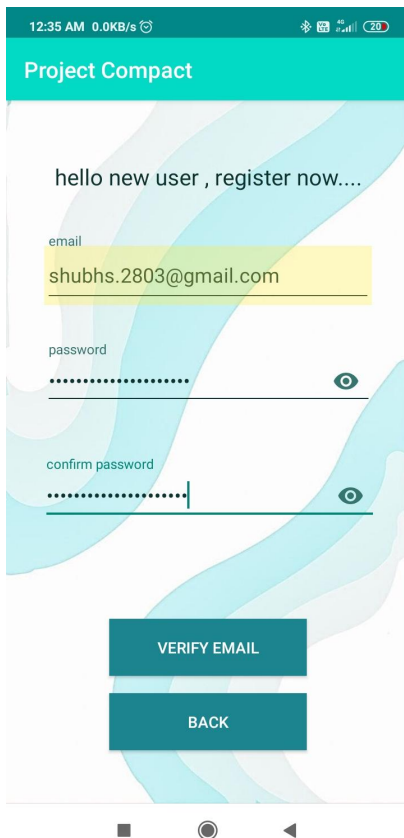 12:35 AM 0.0KB/s 4G 20
Project Compact
hello new user , register now....
email
shubhs.2803@gmail.com
password
•••••••••••••••••••••
confirm password
•••••••••••••••••••••
VERIFY EMAIL
BACK